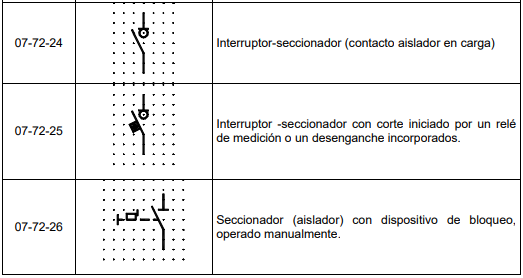 07-72-24
Interruptor-seccionador (contacto aislador en carga)
07-72-25
Interruptor -seccionador con corte iniciado por un relé
de medición o un desenganche incorporados.
07-72-26
Seccionador (aislador) con dispositivo de bloqueo,
operado manualmente.